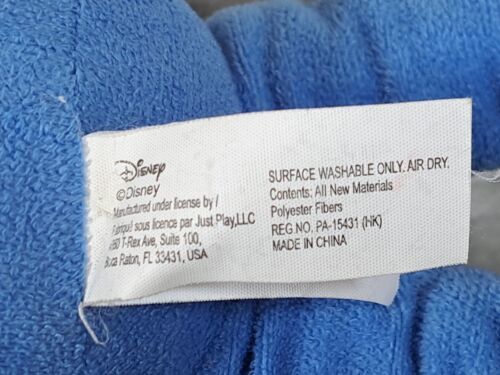 Disney
©Disney
Manufactured under license by /
Fabriqué sous licence par Just Play,LLC
T-Rex Ave, Suite 100,
Boca Raton, FL 33431, USA
SURFACE WASHABLE ONLY. AIR DRY.
Contents: All New Materials
Polyester Fibers
REG.NO. PA-15431 (HK)
MADE IN CHINA